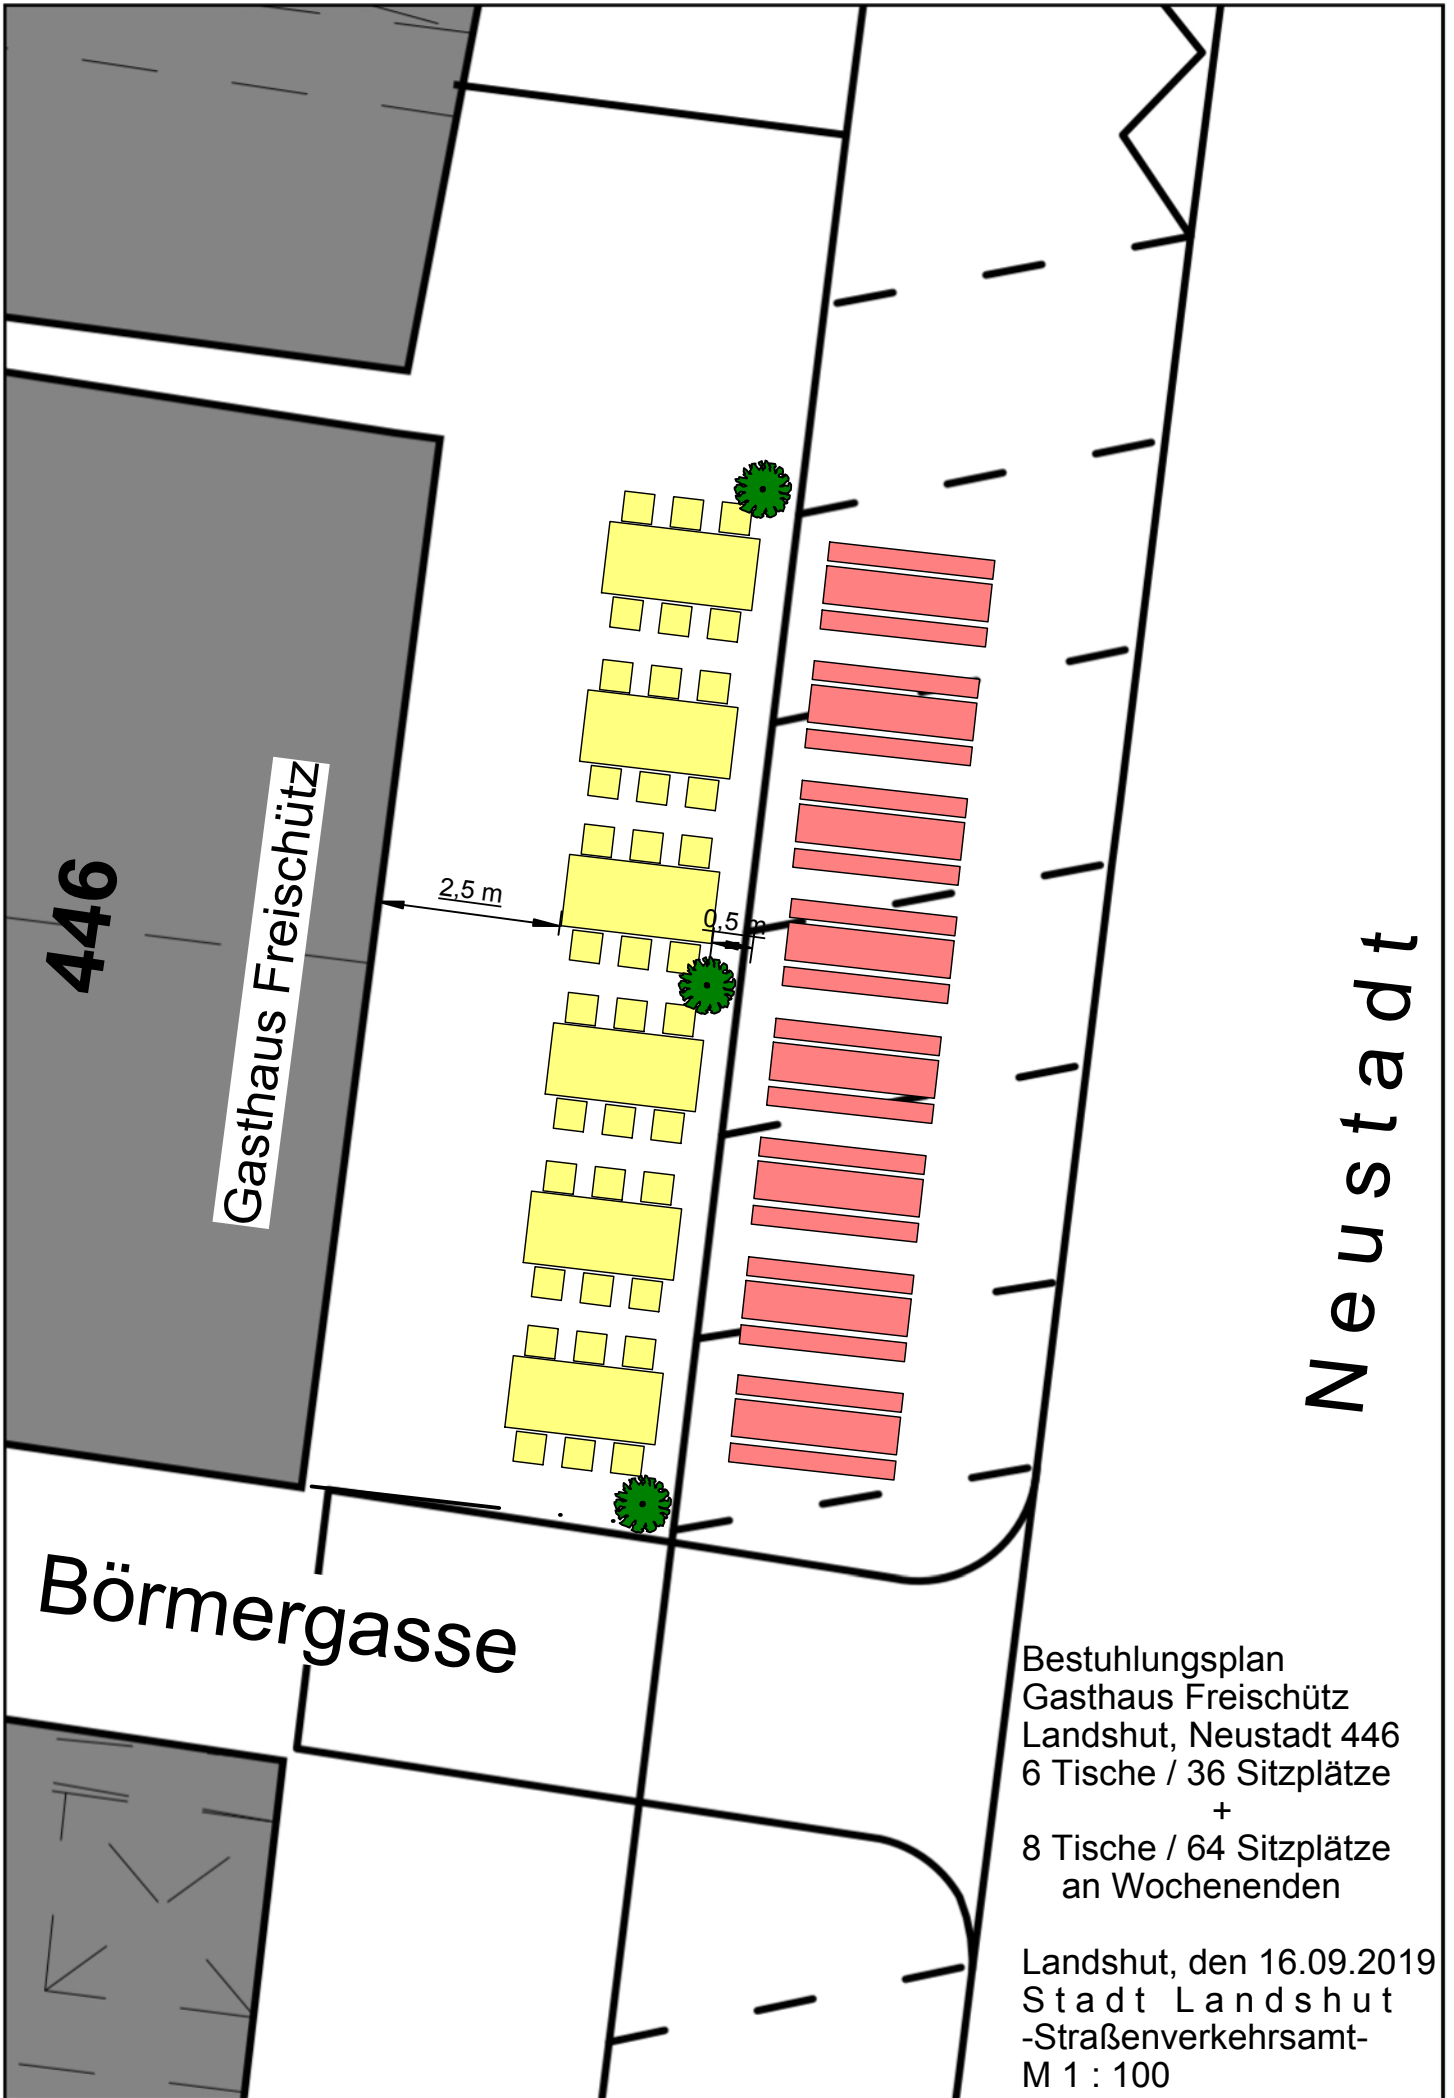 446
Gasthaus Freischütz
2,5 m
0,5 m
Neustadt
Börmergasse
Bestuhlungsplan
Gasthaus Freischütz
Landshut, Neustadt 446
6 Tische / 36 Sitzplätze
+
8 Tische / 64 Sitzplätze
an Wochenenden
Landshut, den 16.09.2019
Stadt Landshut
-Straßenverkehrsamt-
M 1 : 100